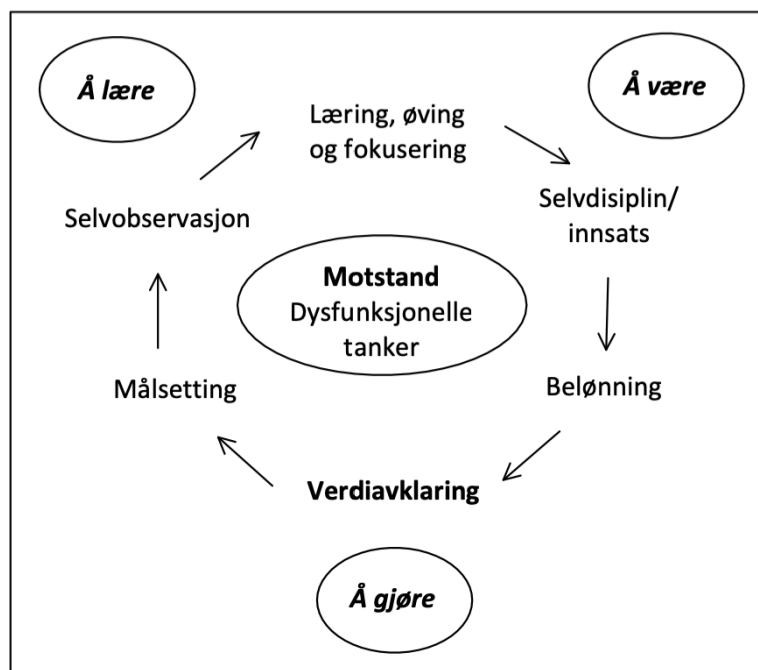 Å lære
Å være
Læring, øving
og fokusering
Selvdisiplin/
innsats
Selvobservasjon
Motstand
Dysfunksjonelle
tanker
Målsetting
Belønning
Verdiavklaring
Å gjøre